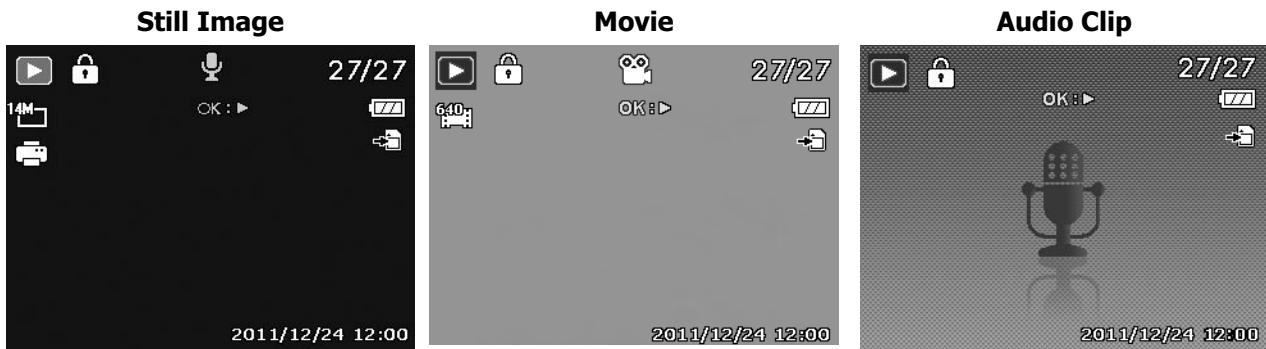 Still Image Movie Audio Clip
27/27 27/27 27/27
14M OK:▶ 640 OK:▶ OK:▶
2011/12/24 12:00 2011/12/24 12:00 2011/12/24 12:00